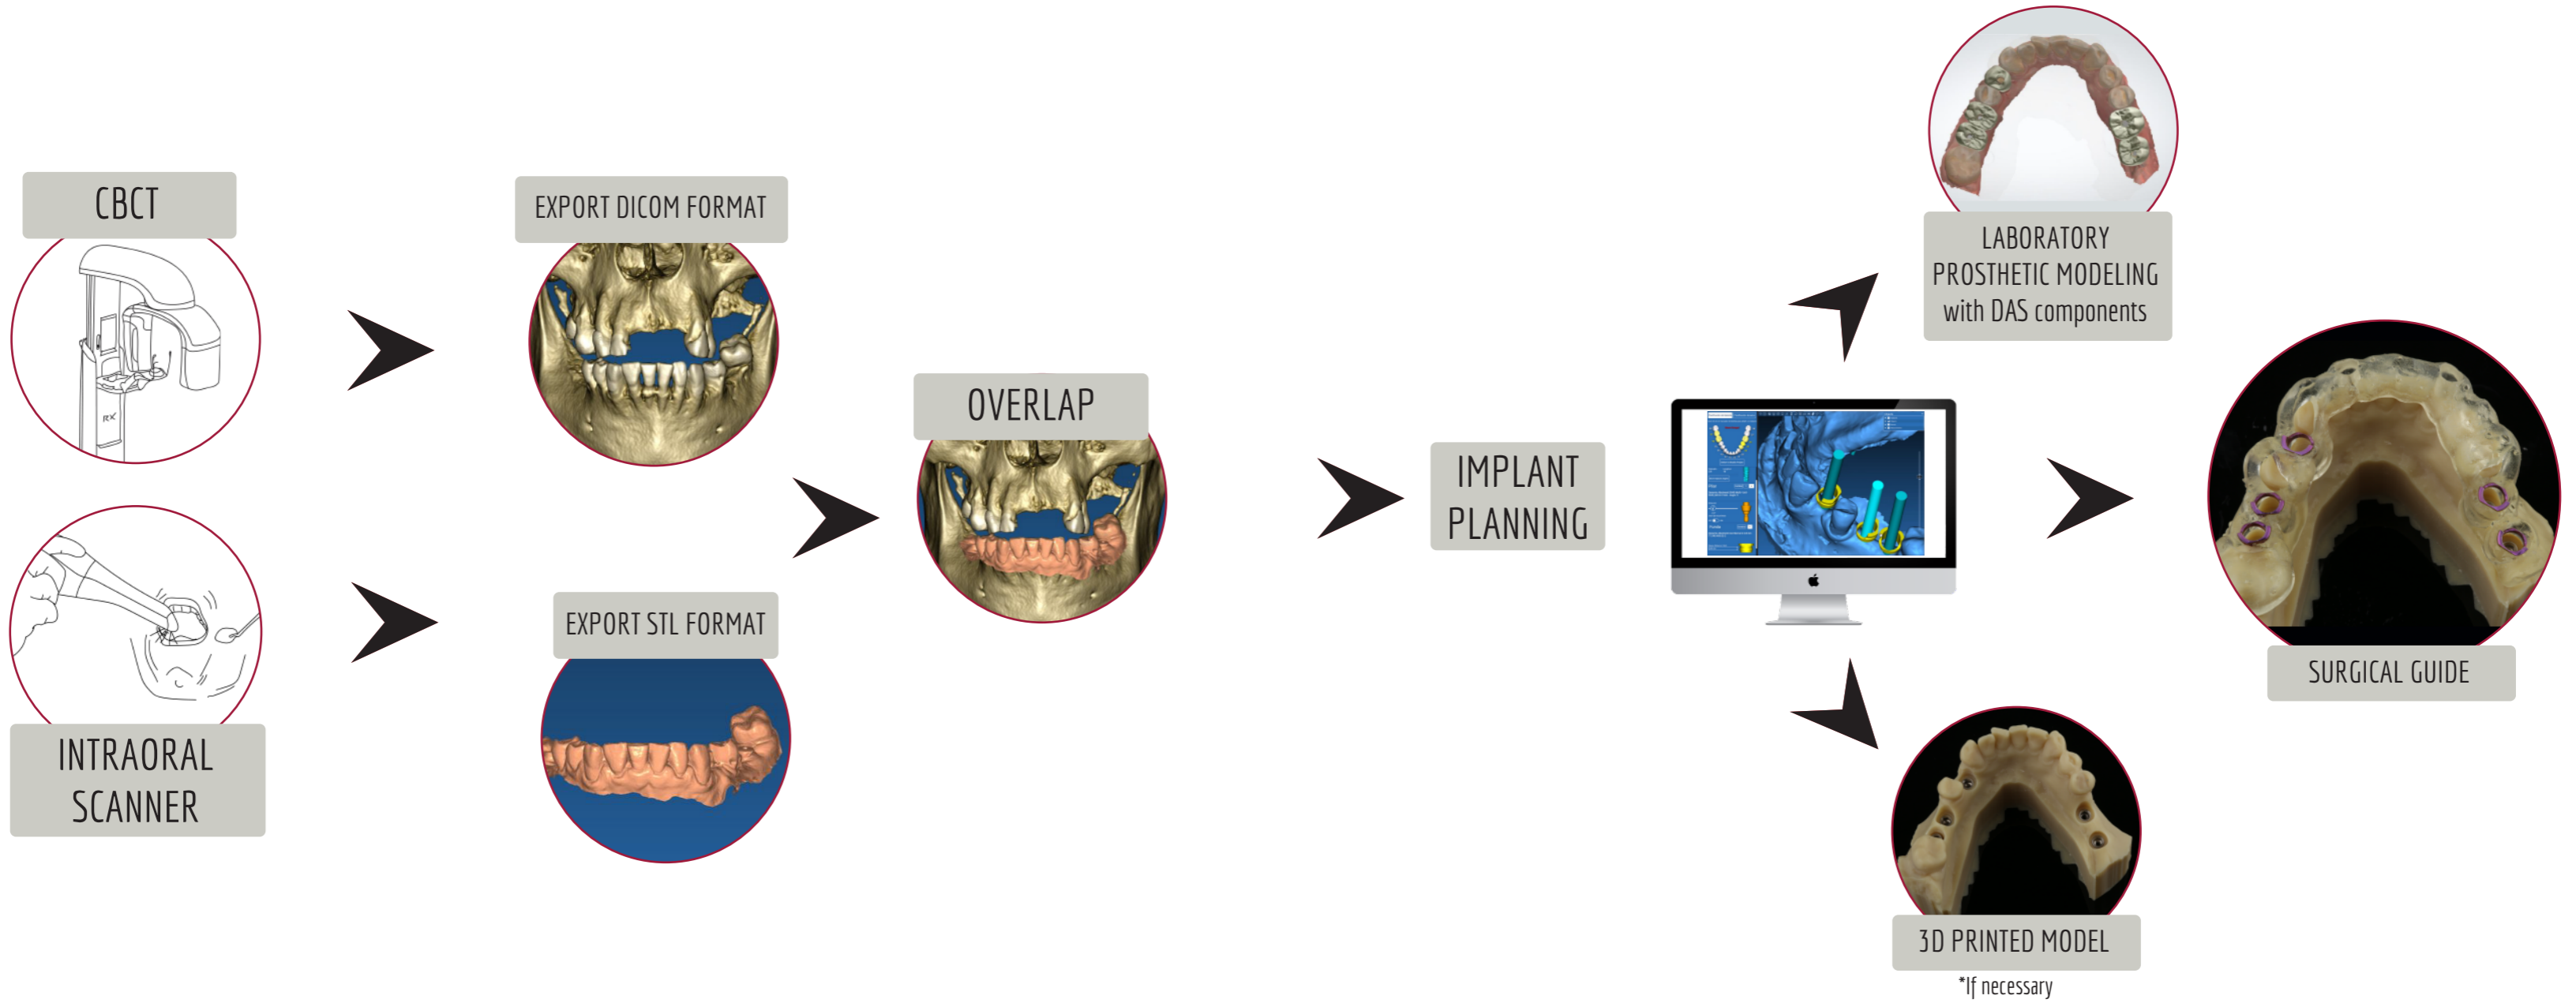 CBCT
RX
INTRAORAL
SCANNER
EXPORT DICOM FORMAT
EXPORT STL FORMAT
OVERLAP
IMPLANT
PLANNING
LABORATORY
PROSTHETIC MODELING
with DAS components
SURGICAL GUIDE
3D PRINTED MODEL
*If necessary